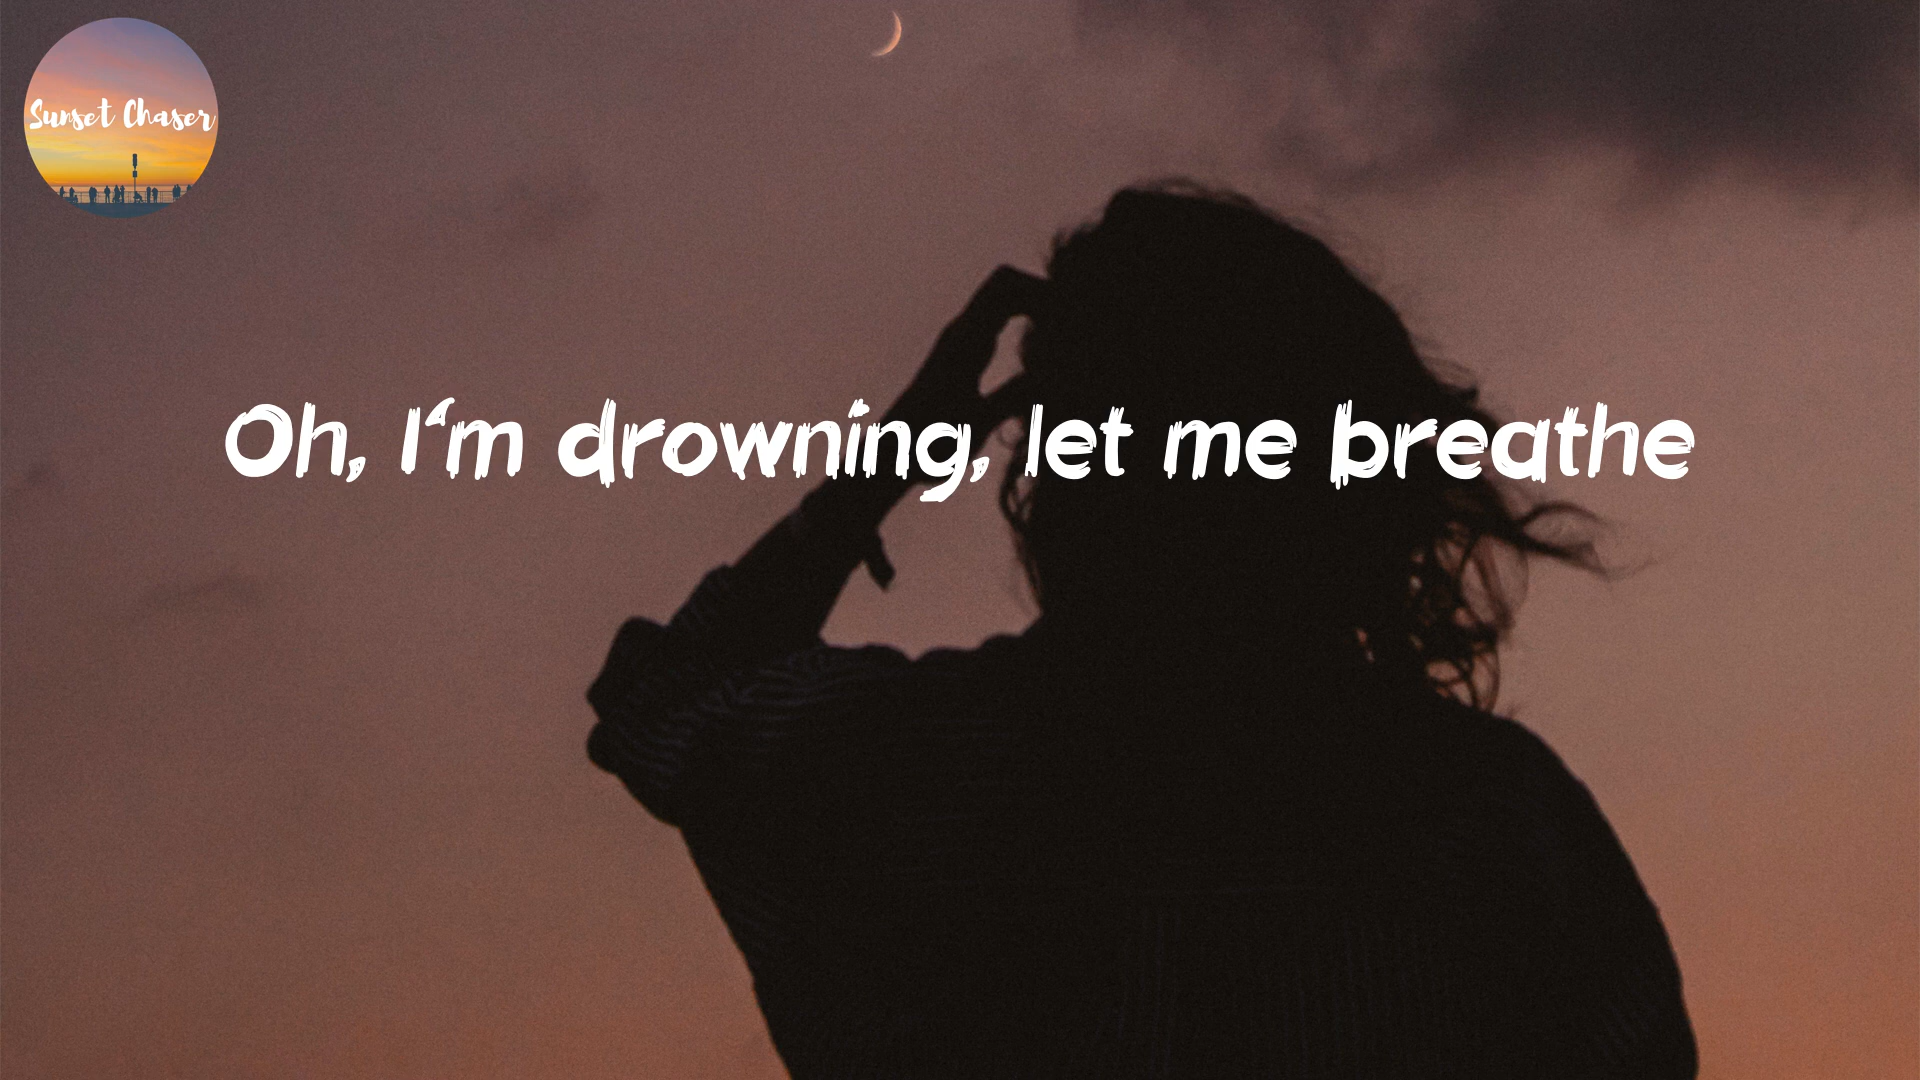 Sunset Chaser
Oh, I‘m drowning, let me breathe